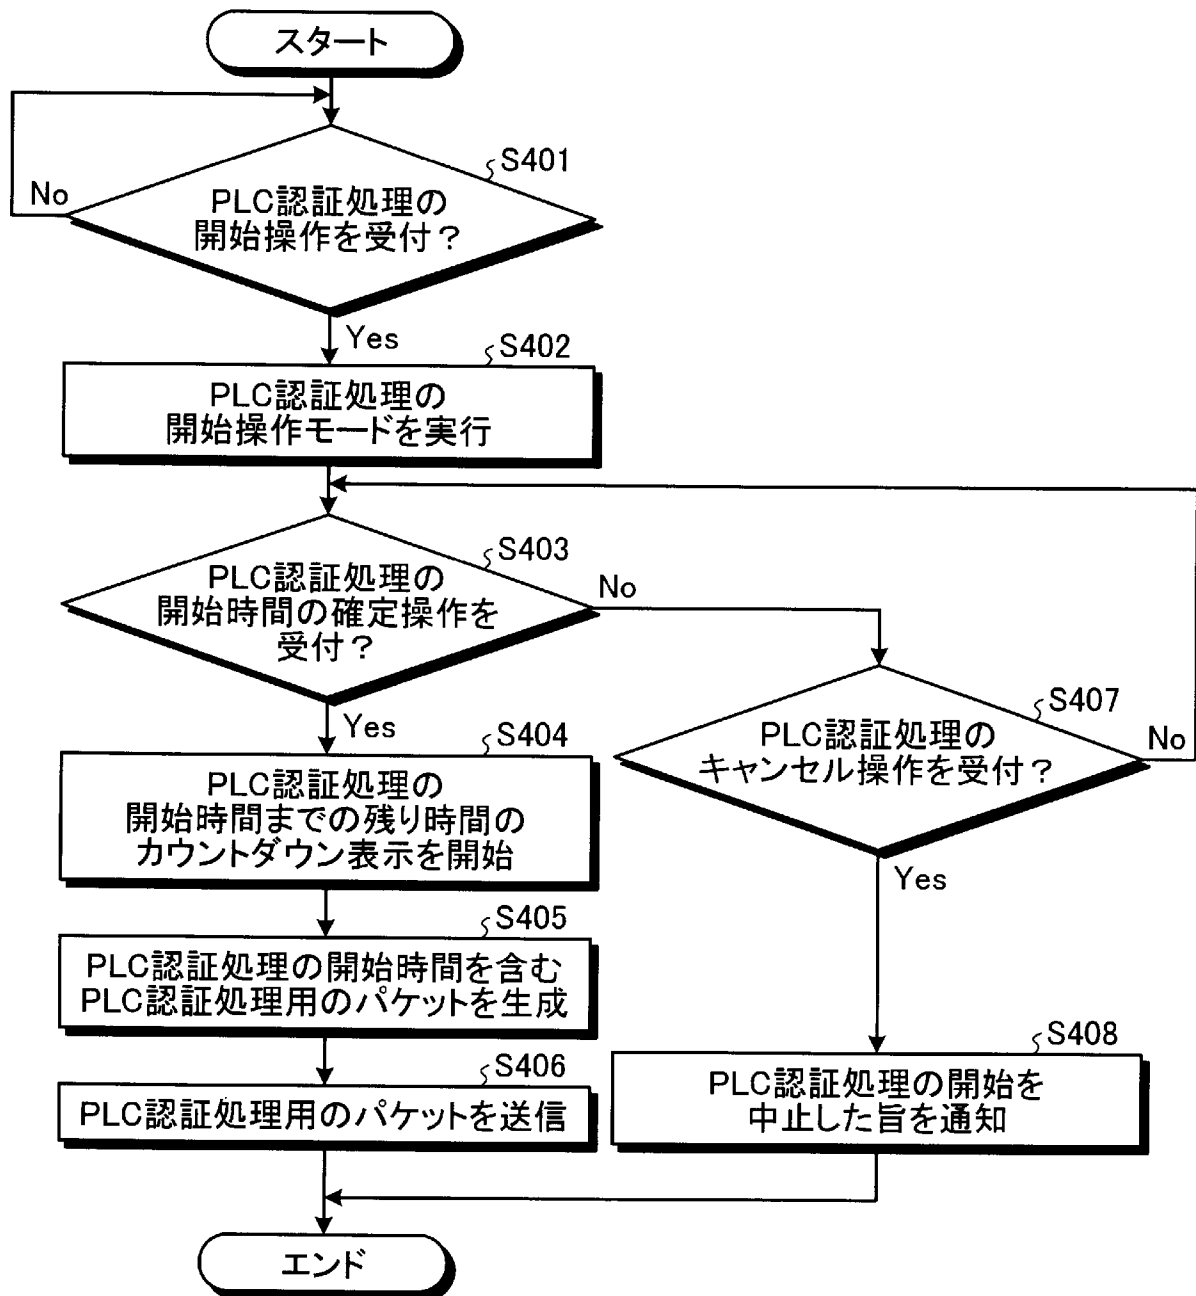 スタート
S401
No
PLC認証処理の
開始操作を受付？
Yes
S402
PLC認証処理の
開始操作モードを実行
S403
PLC認証処理の
開始時間の確定操作を
受付？
No
Yes
S404
PLC認証処理の
開始時間までの残り時間の
カウントダウン表示を開始
S407
PLC認証処理の
キャンセル操作を受付？
No
Yes
S405
PLC認証処理の開始時間を含む
PLC認証処理用のパケットを生成
S406
PLC認証処理用のパケットを送信
S408
PLC認証処理の開始を
中止した旨を通知
エンド